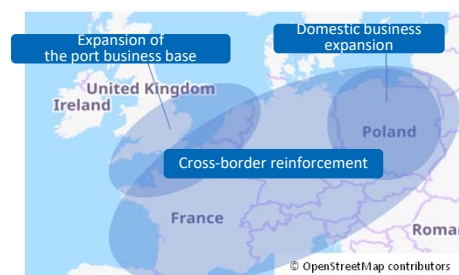 Expansion of
the port business base
Domestic business
expansion
United Kingdom
Ireland
Poland
Cross-border reinforcement
France
Roma
© OpenStreetMap contributors